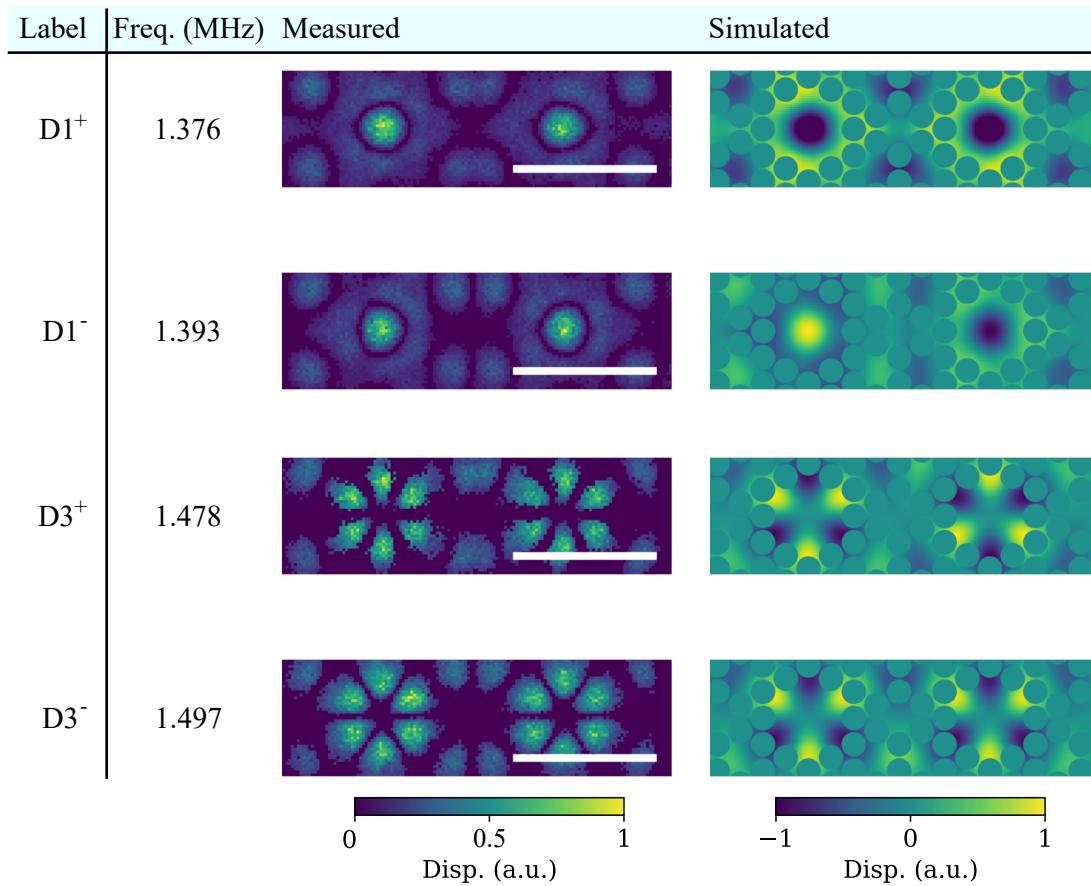 Label Freq. (MHz) Measured Simulated
D1⁺ 1.376
D1⁻ 1.393
D3⁺ 1.478
D3⁻ 1.497
0 0.5 1 −1 0 1
Disp. (a.u.) Disp. (a.u.)